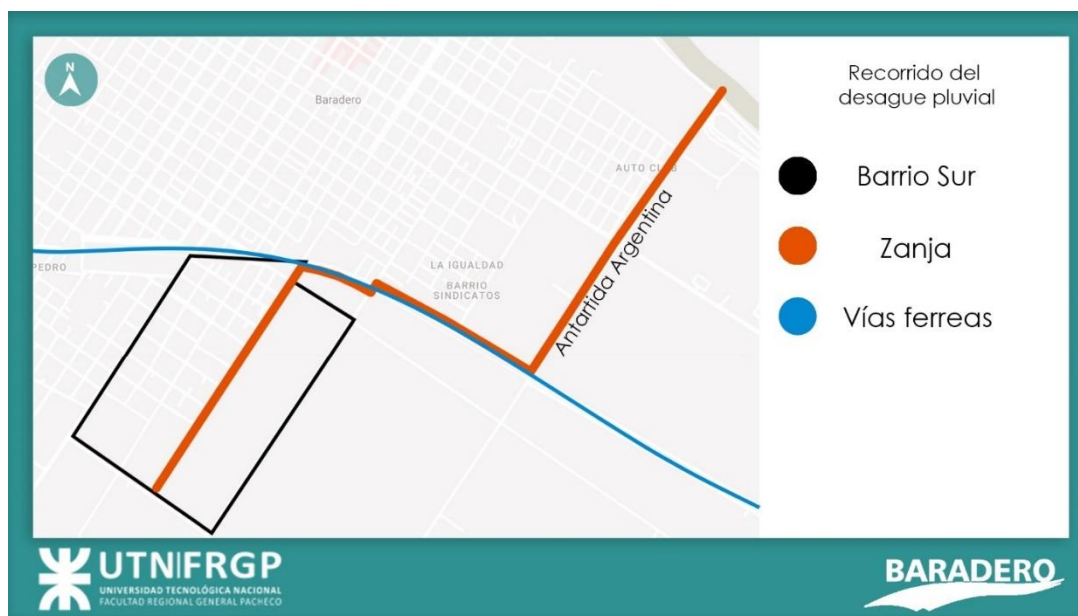 N
Baradero
AUTO CLUB
PEDRO
LA IGUALDAD
BARRIO
SINDICATOS
Antartida Argentina
Recorrido del
desague pluvial
Barrio Sur
Zanja
Vías ferreas
UTN|FRGP
UNIVERSIDAD TECNOLÓGICA NACIONAL
FACULTAD REGIONAL GENERAL PACHECO
BARADERO